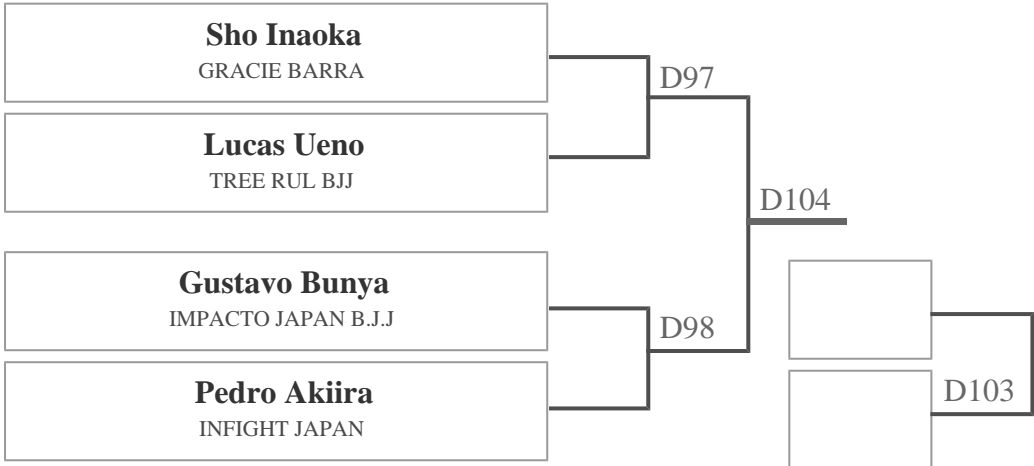 Sho Inaoka
GRACIE BARRA
D97
Lucas Ueno
TREE RUL BJJ
D104
Gustavo Bunya
IMPACTO JAPAN B.J.J
D98
Pedro Akiira
INFIGHT JAPAN
D103